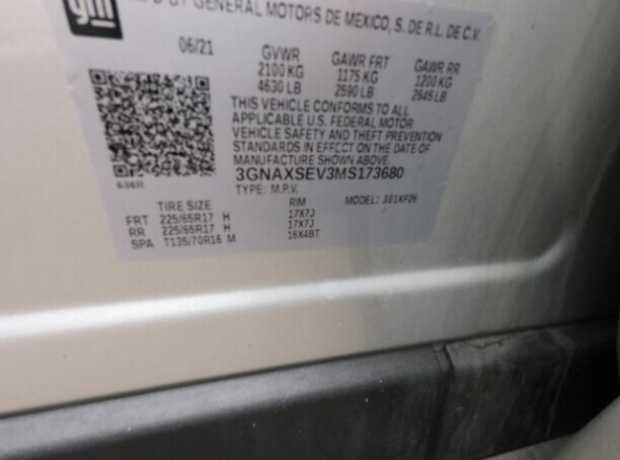 gm
BY GENERAL MOTORS DE MEXICO, S. DE R.L. DE C.V.
06/21 GVWR GAWR FRT GAWR RR
2100 KG 1175 KG 1200 KG
4630 LB 2590 LB 2645 LB
THIS VEHICLE CONFORMS TO ALL
APPLICABLE U.S. FEDERAL MOTOR
VEHICLE SAFETY AND THEFT PREVENTION
STANDARDS IN EFFECT ON THE DATE OF
MANUFACTURE SHOWN ABOVE.
3GNAXSEV3MS173680
TYPE: M.P.V. MODEL:
TIRE SIZE RIM
FRT 225/65R17 H 17X7J
RR 225/65R17 H 17X7J
SPA T135/70R16 M 16X4BT